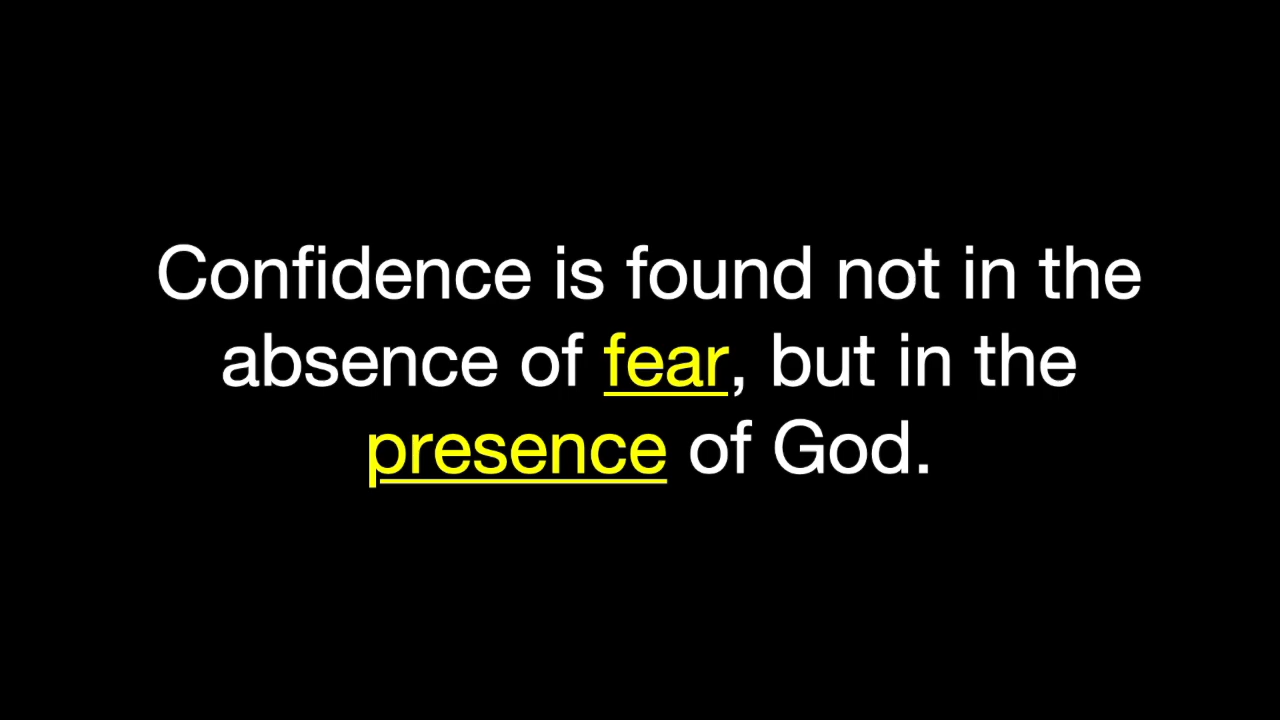 Confidence is found not in the
absence of fear, but in the
presence of God.